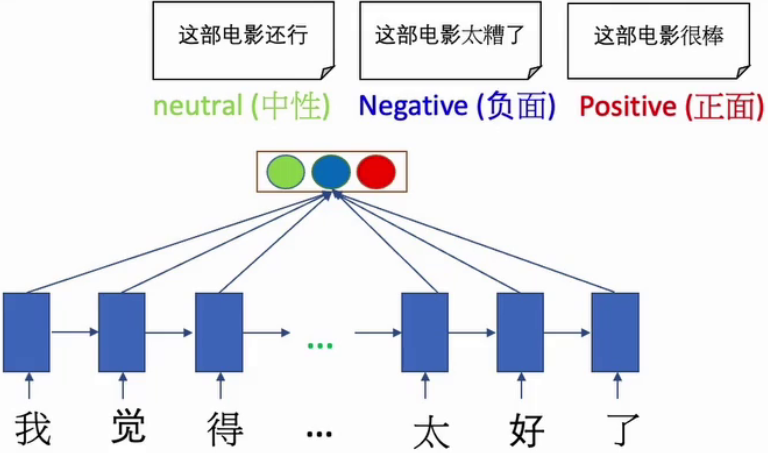 这部电影还行
这部电影太糟了
这部电影很棒
neutral (中性)
Negative (负面)
Positive (正面)
...
我 觉 得 ... 太 好 了